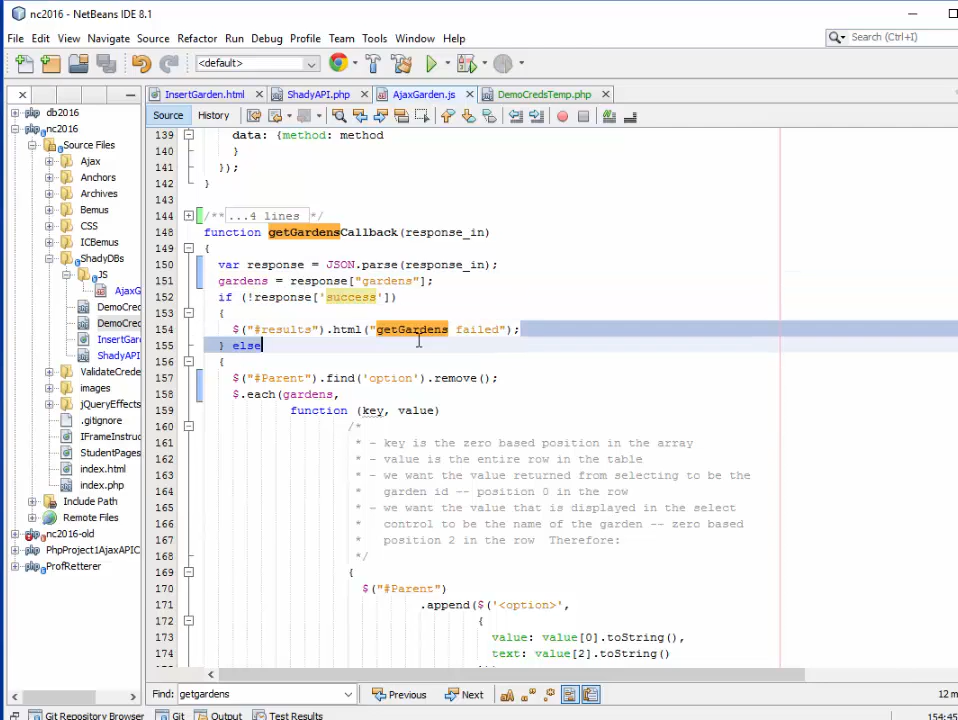 nc2016 - NetBeans IDE 8.1
File Edit View Navigate Source Refactor Run Debug Profile Team Tools Window Help
Search (Ctrl+I)
<default>
InsertGarden.html
ShadyAPI.php
AjaxGarden.js
DemoCredsTemp.php
Source History
db2016
nc2016
Source Files
Ajax
Anchors
Archives
Bemus
CSS
ICBemus
ShadyDBs
JS
AjaxG
DemoCred
DemoCred
InsertGard
ShadyAPI
ValidateCrede
images
jQueryEffects
.gitignore
IFrameInstruc
StudentPages
index.html
index.php
Include Path
Remote Files
nc2016-old
PhpProject1AjaxAPIC
ProfRetterer
139 data: {method: method
140 }
141 });
142 }
143
144 /**...4 lines */
148 function getGardensCallback(response_in)
149 {
150 var response = JSON.parse(response_in);
151 gardens = response["gardens"];
152 if (!response['success'])
153 {
154 $("#results").html("getGardens failed");
155 } else
156 {
157 $("#Parent").find('option').remove();
158 $.each(gardens,
159 function (key, value)
160 /*
161 * - key is the zero based position in the array
162 * - value is the entire row in the table
163 * - we want the value returned from selecting to be the
164 * garden id -- position 0 in the row
165 * - we want the value that is displayed in the select
166 * control to be the name of the garden -- zero based
167 * position 2 in the row Therefore:
168 */
169 {
170 $("#Parent")
171 .append($('<option>',
172 {
173 value: value[0].toString(),
174 text: value[2].toString()
Find: getgardens Previous Next 12 m
Git Repository Browser Git Output Test Results 154:45